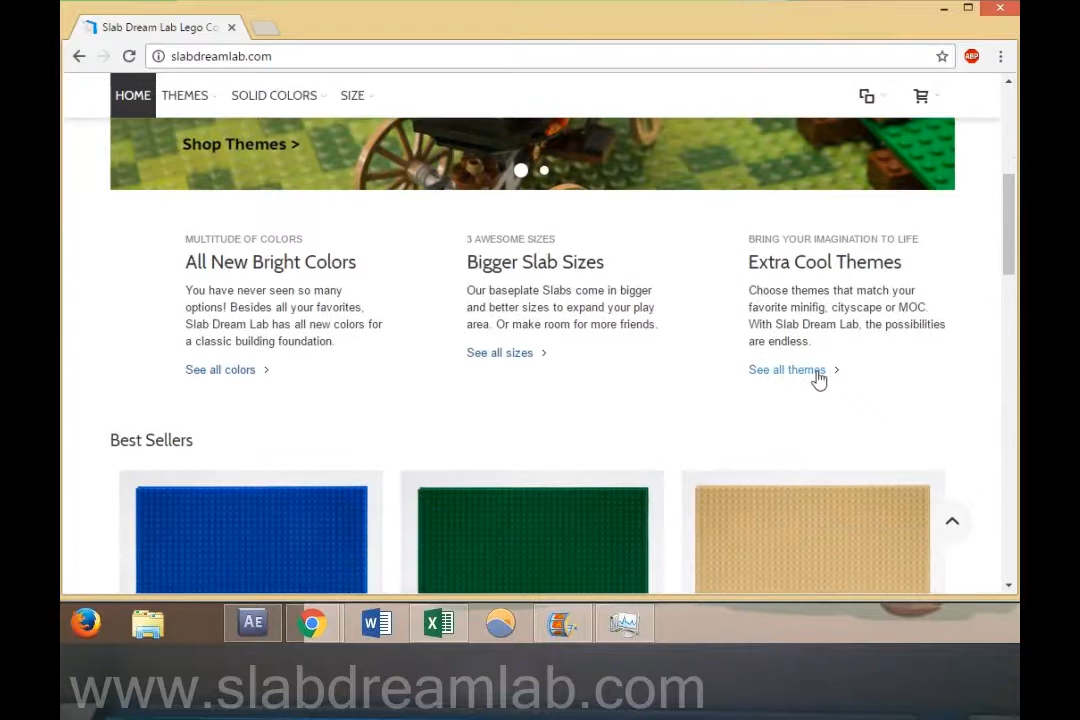 Slab Dream Lab Lego Co
slabdreamlab.com
ABP
HOME THEMES SOLID COLORS SIZE
Shop Themes >
MULTITUDE OF COLORS
All New Bright Colors
You have never seen so many
options! Besides all your favorites,
Slab Dream Lab has all new colors for
a classic building foundation.
See all colors
3 AWESOME SIZES
Bigger Slab Sizes
Our baseplate Slabs come in bigger
and better sizes to expand your play
area. Or make room for more friends.
See all sizes
BRING YOUR IMAGINATION TO LIFE
Extra Cool Themes
Choose themes that match your
favorite minifig, cityscape or MOC.
With Slab Dream Lab, the possibilities
are endless.
See all themes
Best Sellers
AE
www.slabdreamlab.com